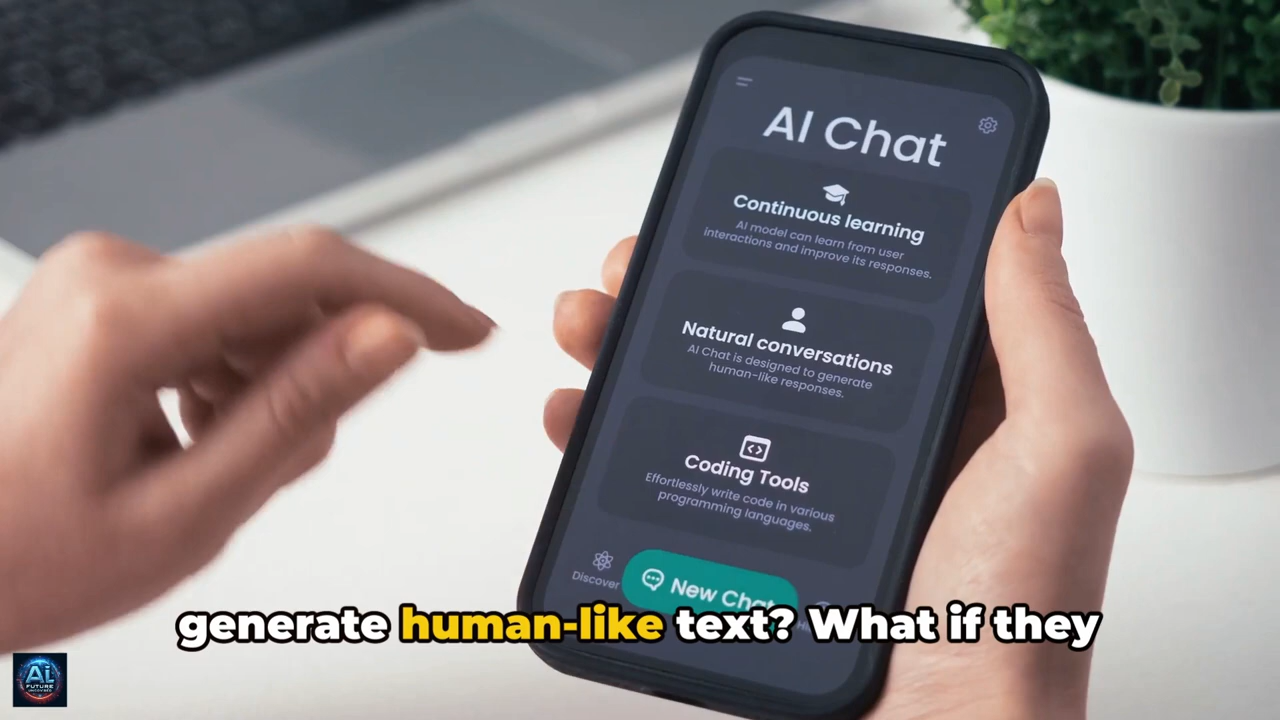 AI Chat
Continuous learning
AI model can learn from user
interactions and improve its responses.
Natural conversations
AI Chat is designed to generate
human-like responses.
Coding Tools
Effortlessly write code in various
programming languages.
Discover
New Chat
generate human-like text? What if they
AI
FUTURE